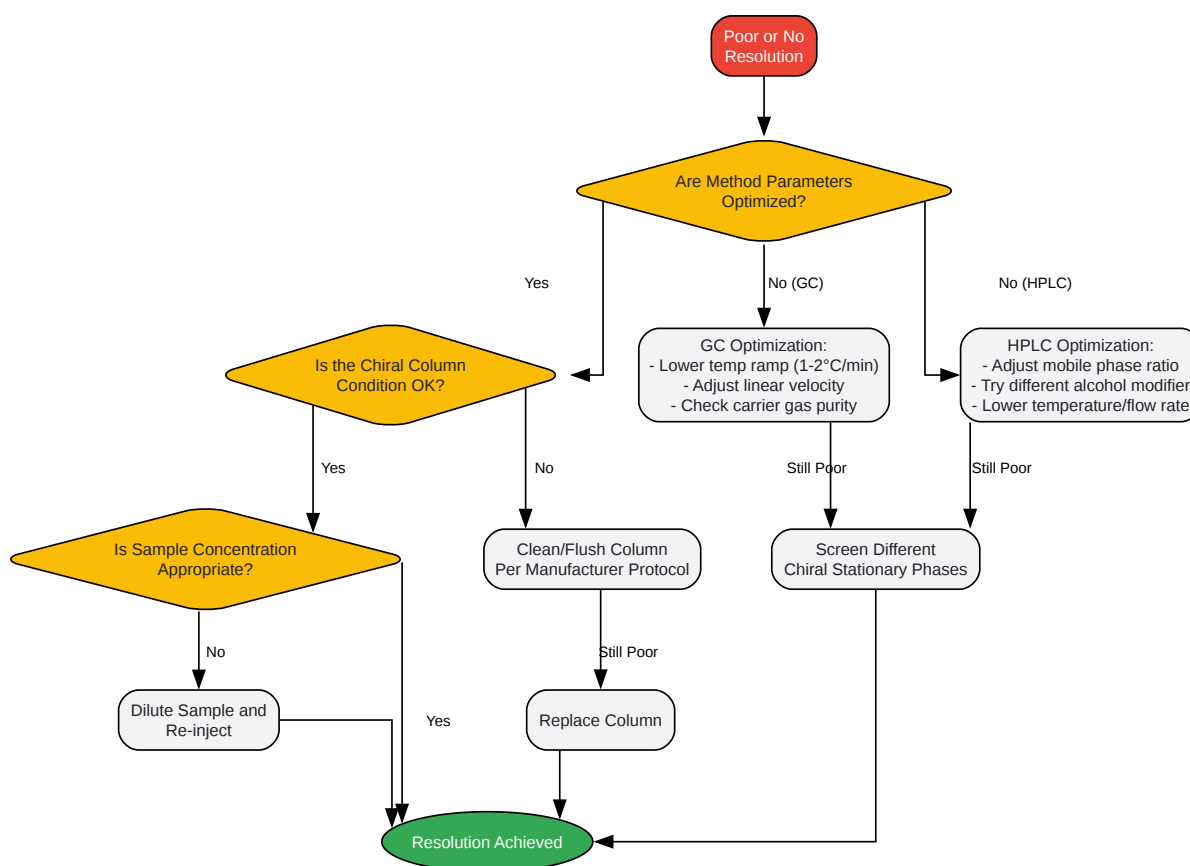 Poor or No
Resolution
Are Method Parameters
Optimized?
Yes
No (GC)
No (HPLC)
GC Optimization:
- Lower temp ramp (1-2°C/min)
- Adjust linear velocity
- Check carrier gas purity
HPLC Optimization:
- Adjust mobile phase ratio
- Try different alcohol modifier
- Lower temperature/flow rate
Is the Chiral Column
Condition OK?
Yes
No
Still Poor
Still Poor
Is Sample Concentration
Appropriate?
Clean/Flush Column
Per Manufacturer Protocol
Screen Different
Chiral Stationary Phases
No
Still Poor
Dilute Sample and
Re-inject
Yes
Replace Column
Resolution Achieved